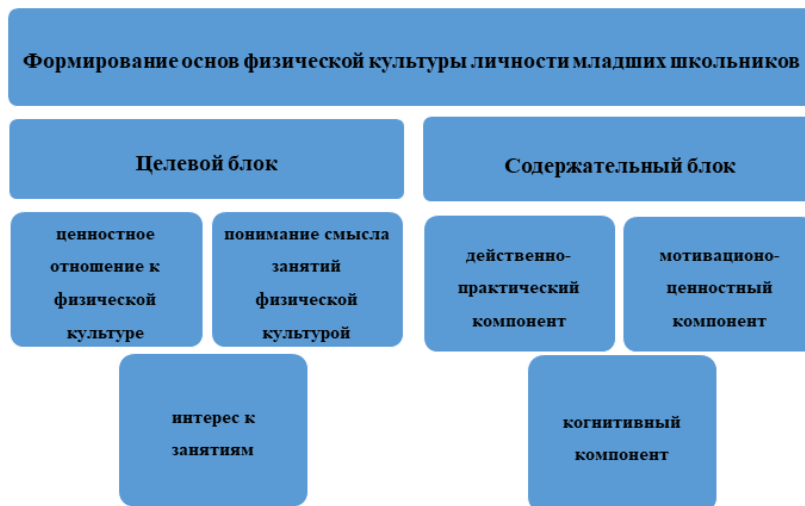 Формирование основ физической культуры личности младших школьников
Целевой блок
Содержательный блок
ценностное
отношение к
физической
культуре
понимание смысла
занятий
физической
культурой
действенно-
практический
компонент
мотивационо-
ценностный
компонент
интерес к
занятиям
когнитивный
компонент